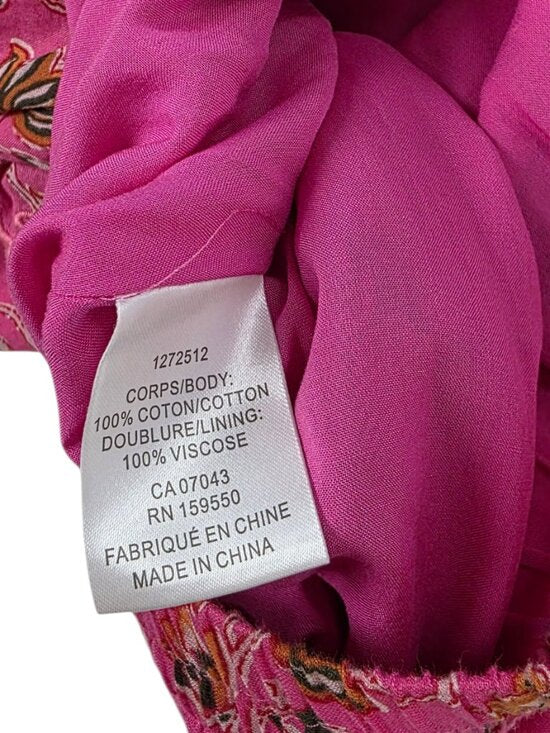 1272512
CORPS/BODY:
100% COTON/COTTON
DOUBLURE/LINING:
100% VISCOSE
CA 07043
RN 159550
FABRIQUÉ EN CHINE
MADE IN CHINA